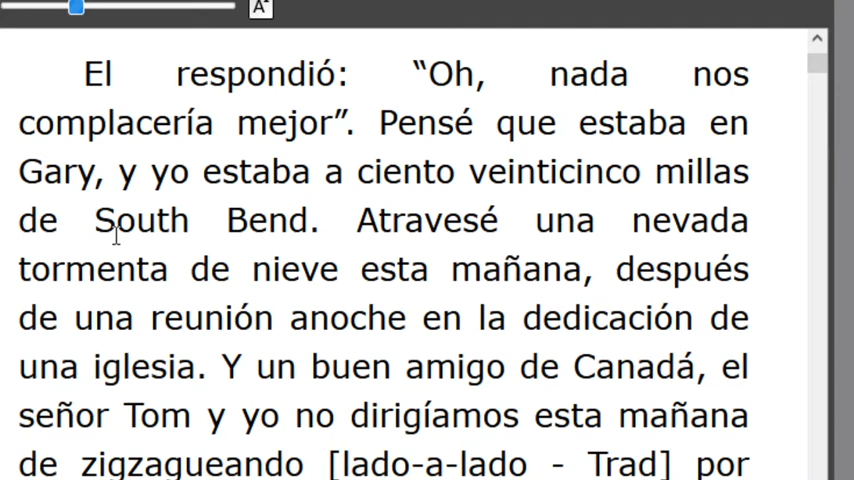 A
El respondió: “Oh, nada nos
complacería mejor”. Pensé que estaba en
Gary, y yo estaba a ciento veinticinco millas
de South Bend. Atravesé una nevada
tormenta de nieve esta mañana, después
de una reunión anoche en la dedicación de
una iglesia. Y un buen amigo de Canadá, el
señor Tom y yo no dirigíamos esta mañana
de zigzagueando [lado-a-lado - Trad] por